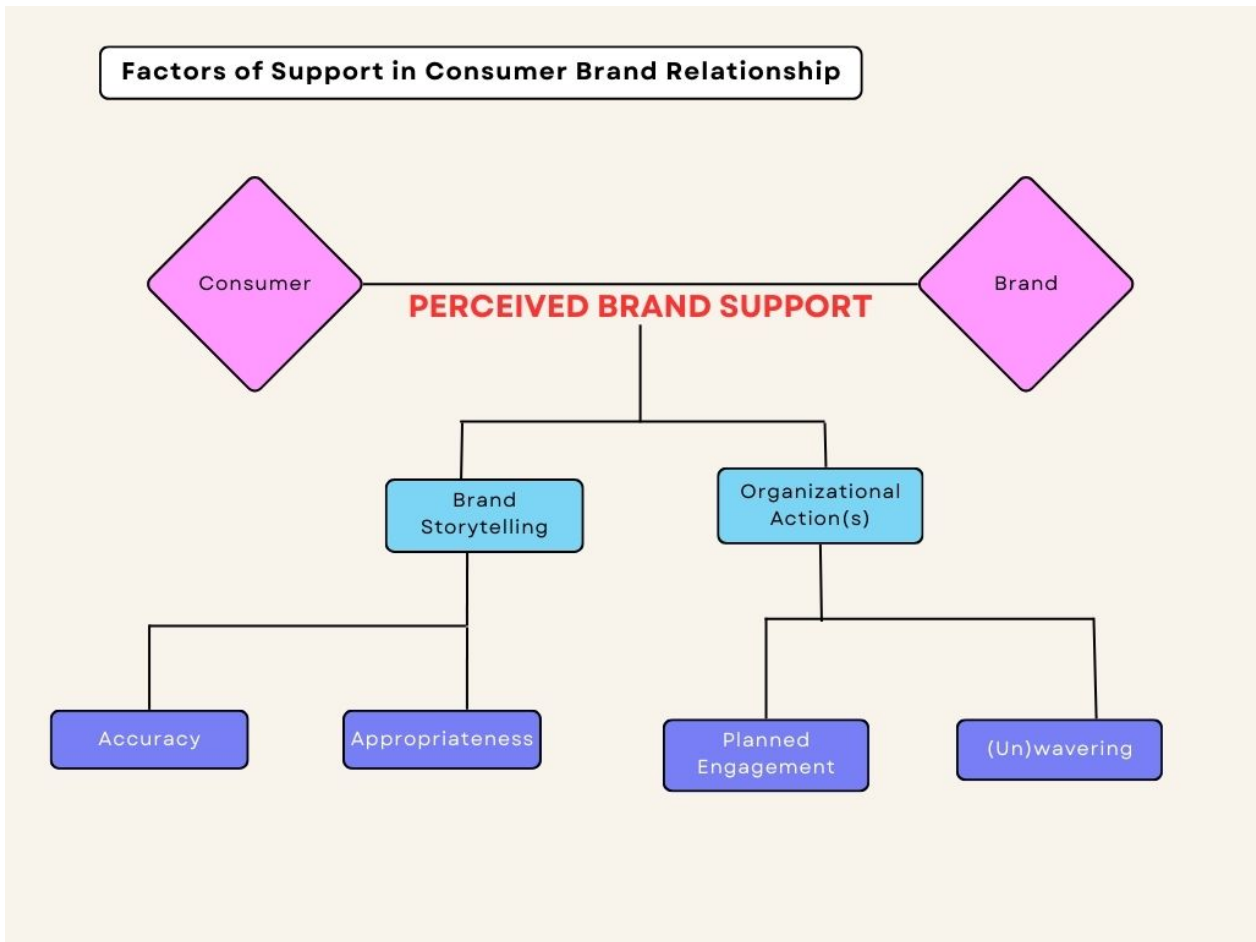 Factors of Support in Consumer Brand Relationship
Consumer
Brand
PERCEIVED BRAND SUPPORT
Brand
Storytelling
Organizational
Action(s)
Accuracy
Appropriateness
Planned
Engagement
(Un)wavering